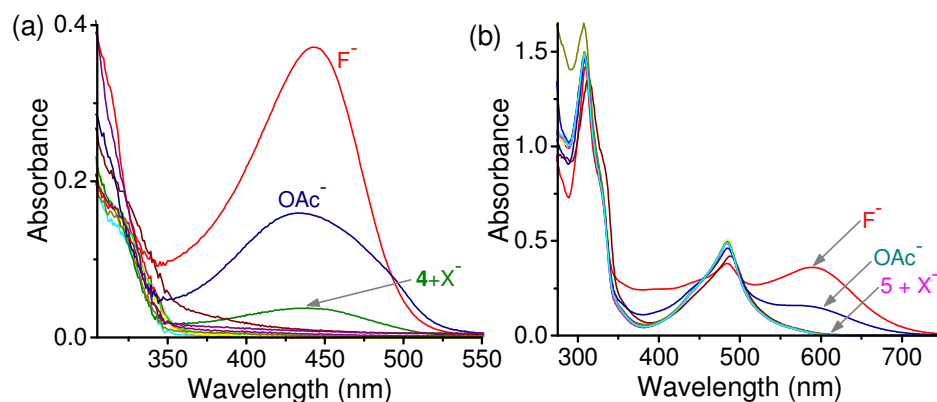 (a)
0.4
0.2
0.0
Absorbance
350
400
450
500
550
Wavelength (nm)
F⁻
OAc⁻
4+X⁻
(b)
1.5
1.0
0.5
0.0
Absorbance
300
400
500
600
700
Wavelength (nm)
F⁻
OAc⁻
5 + X⁻